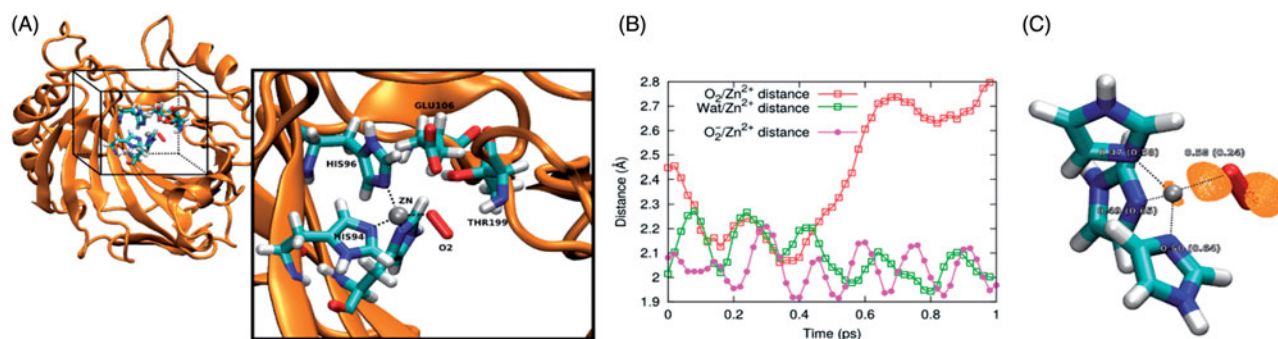 (A)
GLU106
HIS96
ZN
HIS94
THR199
O2
(B)
Distance (Å)
2.8
2.7
2.6
2.5
2.4
2.3
2.2
2.1
2
1.9
O₂/Zn²⁺ distance
Wat/Zn²⁺ distance
O₂⁻/Zn²⁺ distance
0
0.2
0.4
0.6
0.8
1
Time (ps)
(C)
0.58 (0.24)